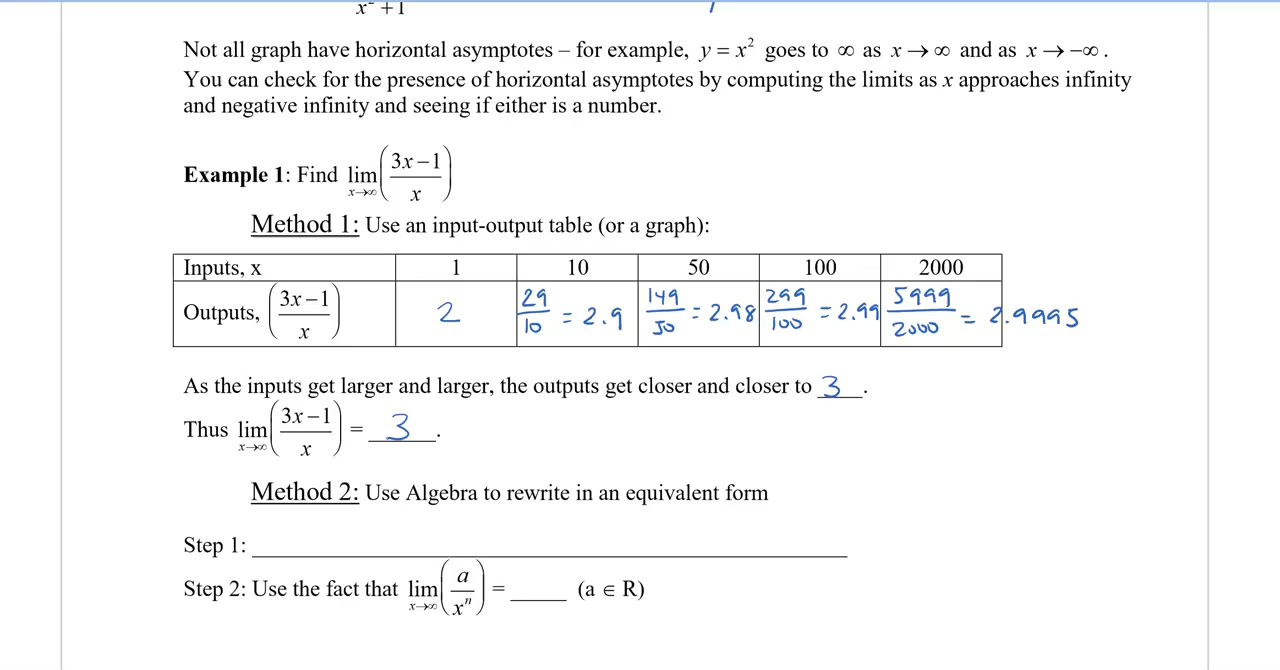 x² + 1
Not all graph have horizontal asymptotes – for example, y = x² goes to ∞ as x → ∞ and as x → −∞.
You can check for the presence of horizontal asymptotes by computing the limits as x approaches infinity
and negative infinity and seeing if either is a number.
Example 1: Find lim x→∞ ((3x − 1)/x)
Method 1: Use an input-output table (or a graph):
Inputs, x 1 10 50 100 2000
Outputs, ((3x − 1)/x) 2 29/10 = 2.9 149/50 = 2.98 299/100 = 2.99 5999/2000 = 2.9995
As the inputs get larger and larger, the outputs get closer and closer to 3.
Thus lim x→∞ ((3x − 1)/x) = 3.
Method 2: Use Algebra to rewrite in an equivalent form
Step 1: ____
Step 2: Use the fact that lim x→∞ (a/xⁿ) = ____ (a ∈ R)